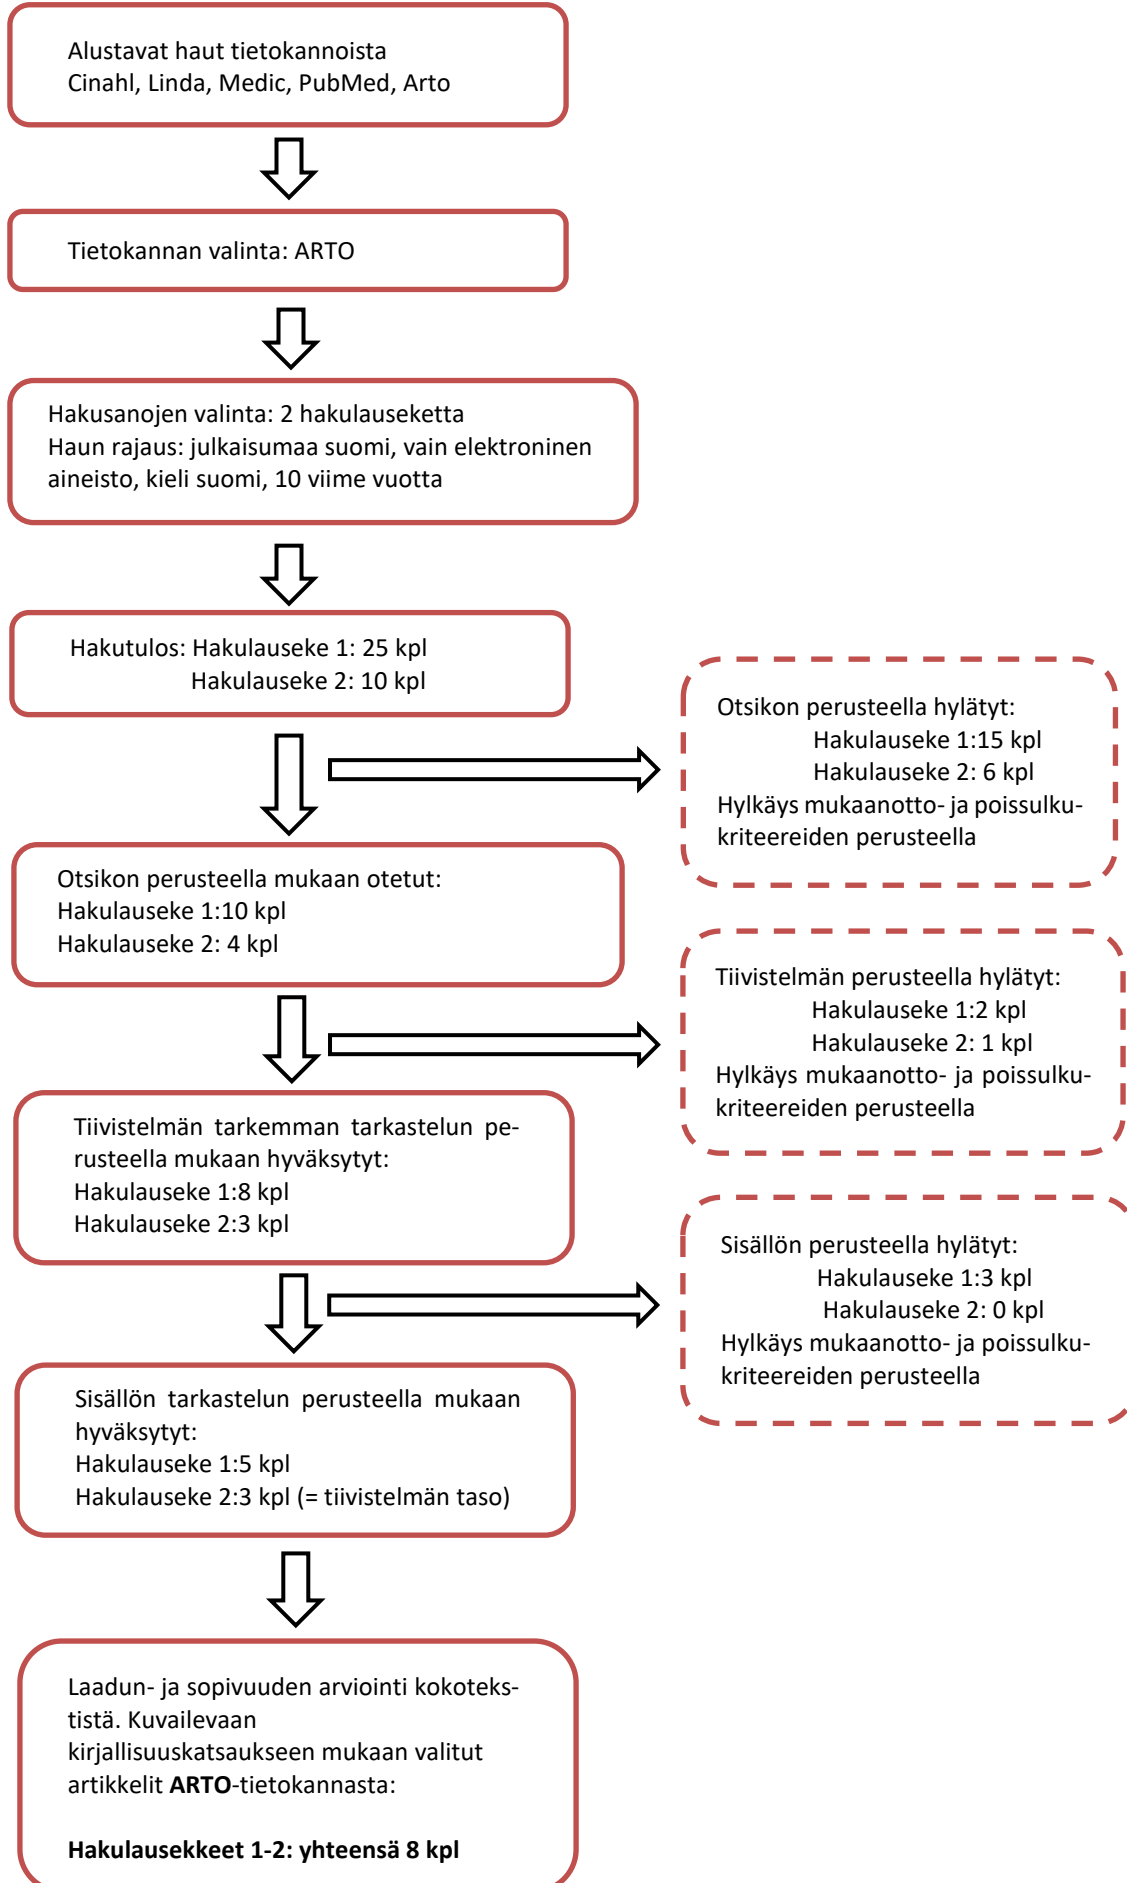 Alustavat haut tietokannoista
Cinahl, Linda, Medic, PubMed, Arto
Tietokannan valinta: ARTO
Hakusanojen valinta: 2 hakulauseketta
Haun rajaus: julkaisumaa suomi, vain elektroninen
aineisto, kieli suomi, 10 viime vuotta
Hakutulos: Hakulauseke 1: 25 kpl
Hakulauseke 2: 10 kpl
Otsikon perusteella hylätyt:
Hakulauseke 1:15 kpl
Hakulauseke 2: 6 kpl
Hylkäys mukaanotto- ja poissulku-
kriteereiden perusteella
Otsikon perusteella mukaan otetut:
Hakulauseke 1:10 kpl
Hakulauseke 2: 4 kpl
Tiivistelmän perusteella hylätyt:
Hakulauseke 1:2 kpl
Hakulauseke 2: 1 kpl
Hylkäys mukaanotto- ja poissulku-
kriteereiden perusteella
Tiivistelmän tarkemman tarkastelun pe-
rusteella mukaan hyväksytyt:
Hakulauseke 1:8 kpl
Hakulauseke 2:3 kpl
Sisällön perusteella hylätyt:
Hakulauseke 1:3 kpl
Hakulauseke 2: 0 kpl
Hylkäys mukaanotto- ja poissulku-
kriteereiden perusteella
Sisällön tarkastelun perusteella mukaan
hyväksytyt:
Hakulauseke 1:5 kpl
Hakulauseke 2:3 kpl (= tiivistelmän taso)
Laadun- ja sopivuuden arviointi kokoteks-
tistä. Kuvailevaan
kirjallisuuskatsaukseen mukaan valitut
artikkelit ARTO-tietokannasta:
Hakulausekkeet 1-2: yhteensä 8 kpl